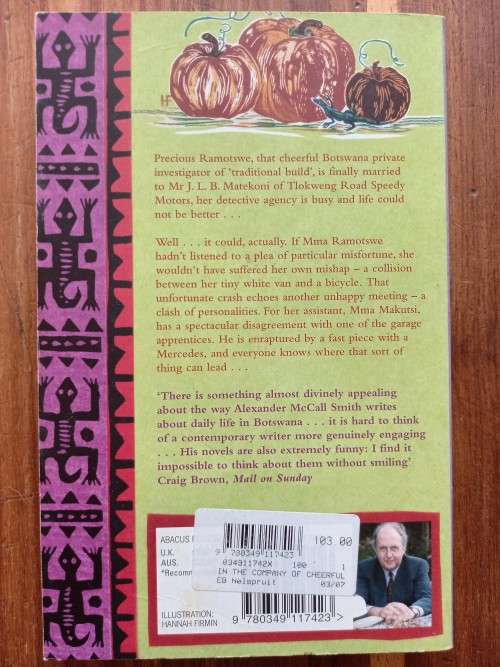 HF
Precious Ramotswe, that cheerful Botswana private
investigator of ‘traditional build’, is finally married
to Mr J. L. B. Matekoni of Tlokweng Road Speedy
Motors, her detective agency is busy and life could
not be better . . .
Well . . . it could, actually. If Mma Ramotswe
hadn’t listened to a plea of particular misfortune, she
wouldn’t have suffered her own mishap – a collision
between her tiny white van and a bicycle. That
unfortunate crash echoes another unhappy meeting – a
clash of personalities. For her assistant, Mma Makutsi,
has a spectacular disagreement with one of the garage
apprentices. He is enraptured by a fast piece with a
Mercedes, and everyone knows where that sort of
thing can lead . . .
‘There is something almost divinely appealing
about the way Alexander McCall Smith writes
about daily life in Botswana . . . it is hard to think
of a contemporary writer more genuinely engaging
. . . His novels are also extremely funny: I find it
impossible to think about them without smiling’
Craig Brown, Mail on Sunday
ABACUS
U.K.
AUS.
*Recomm
9 780349 117423
103.00
034911742X 100 1
IN THE COMPANY OF CHEERFUL
EB Nelspruit 03/07
ILLUSTRATION:
HANNAH FIRMIN
9 780349 117423 >